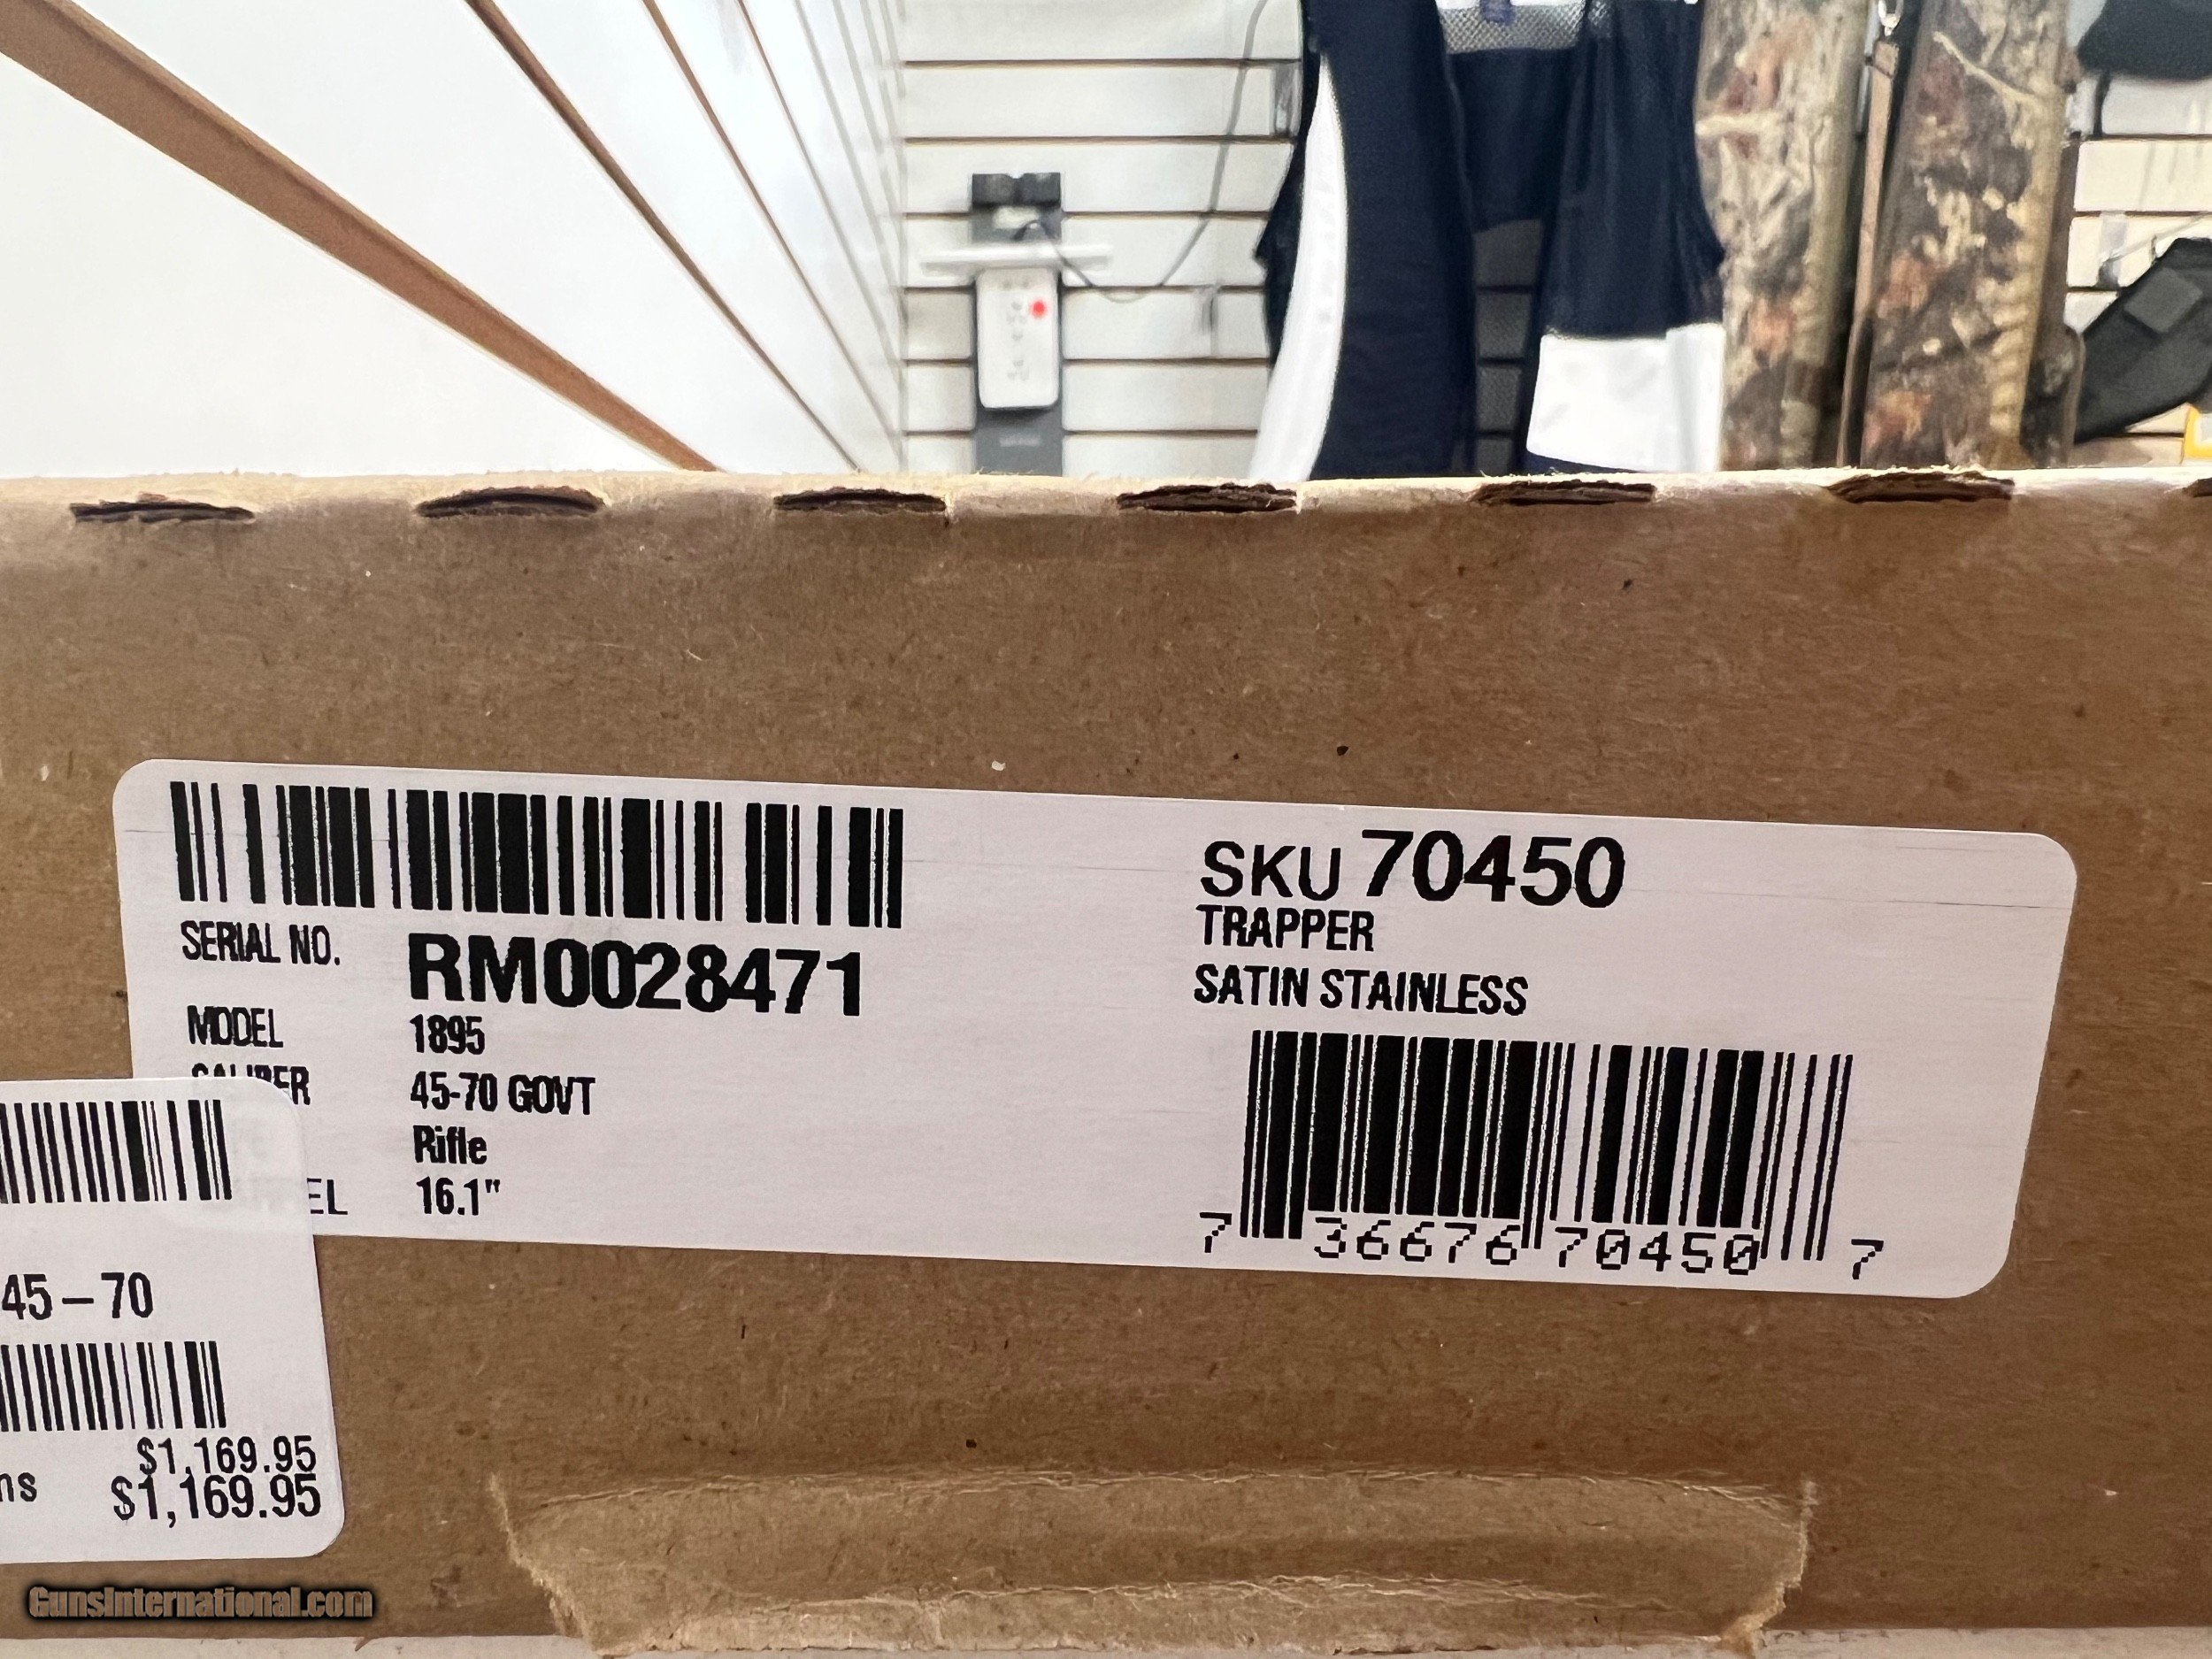 SERIAL NO. RM0028471
MODEL 1895
45-70 GOVT
Rifle
16.1"
SKU 70450
TRAPPER
SATIN STAINLESS
7 36676 70450 7
45-70
$1,169.95
$1,169.95
GunsInternational.com